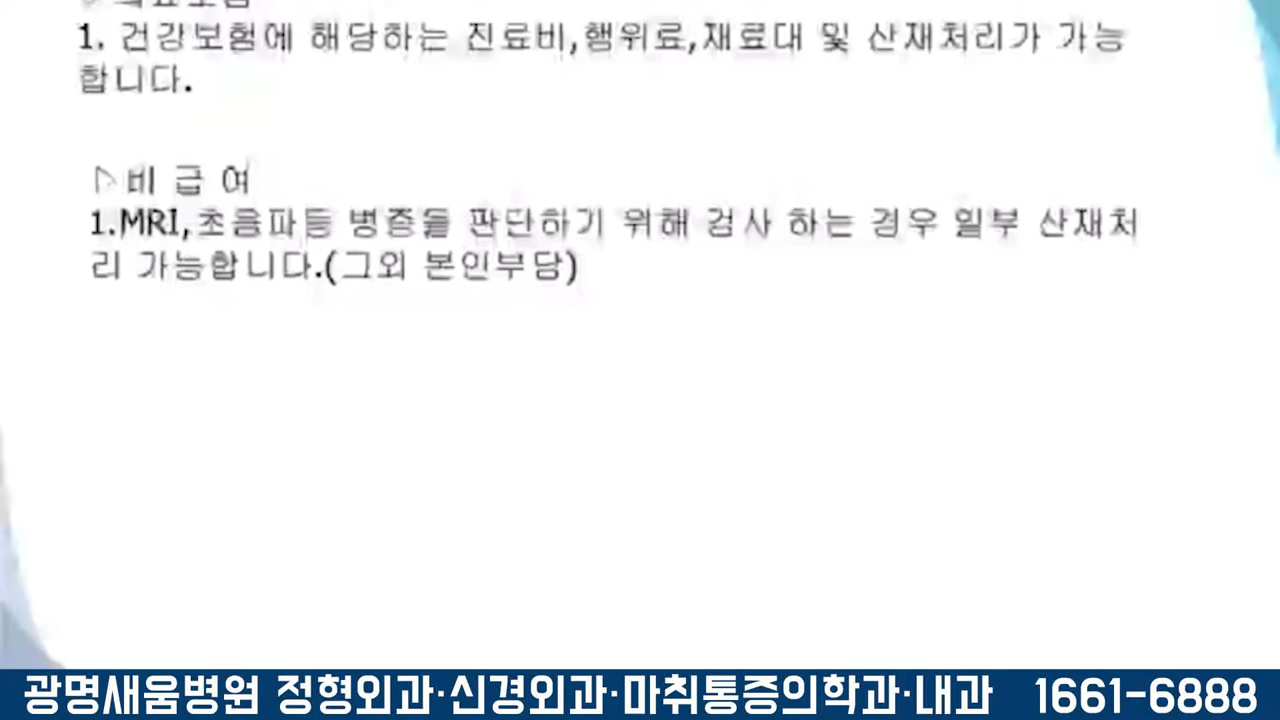 1. 건강보험에 해당하는 진료비,행위료,재료대 및 산재처리가 가능
합니다.
▷비 급 여
1.MRI,초음파등 병증을 판단하기 위해 검사 하는 경우 일부 산재처
리 가능합니다.(그외 본인부담)
광명새움병원 정형외과·신경외과·마취통증의학과·내과 1661-6888